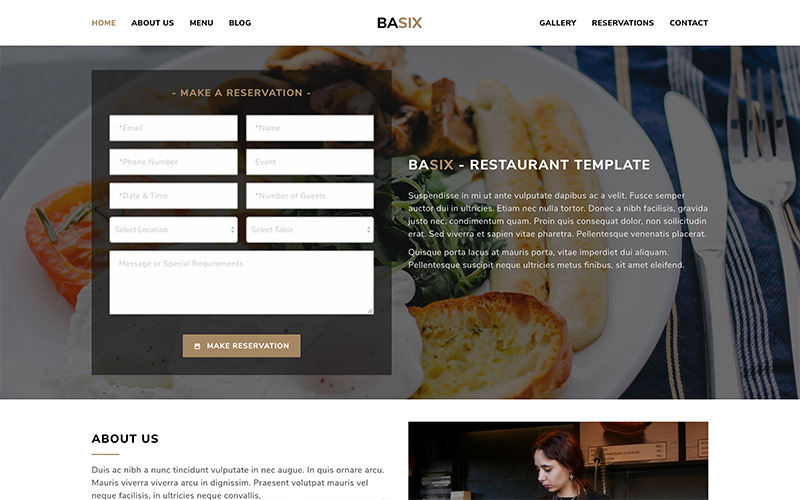 HOME ABOUT US MENU BLOG BASIX GALLERY RESERVATIONS CONTACT
- MAKE A RESERVATION -
*Email *Name
*Phone Number Event
*Date & Time *Number of Guests
Select Location Select Table
Message or Special Requirements
MAKE RESERVATION
BASIX - RESTAURANT TEMPLATE
Suspendisse in mi ut ante vulputate dapibus ac a velit. Fusce semper
auctor dui in ultricies. Etiam nec nulla tortor. Donec a nibh facilisis, gravida
justo nec, condimentum quam. Proin quis consequat dolor, non sollicitudin
erat. Sed viverra et sapien vitae pharetra. Pellentesque venenatis placerat.
Quisque porta lacus at mauris porta, vitae imperdiet dui aliquam.
Pellentesque suscipit neque ultricies metus finibus, sit amet eleifend.
ABOUT US
Duis ac nibh a nunc tincidunt vulputate in nec augue. In quis ornare arcu.
Mauris viverra viverra arcu in dignissim. Praesent volutpat mauris vel
neque facilisis, in ultricies neque convallis.